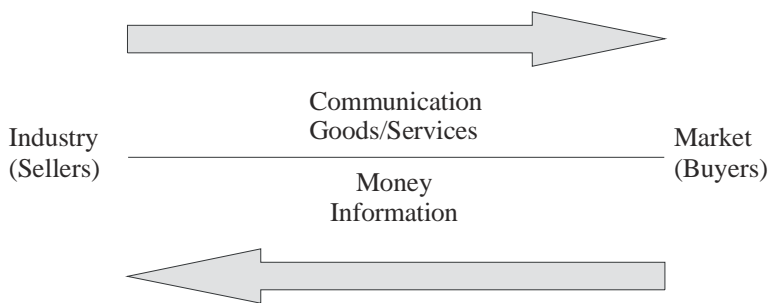 Communication
Goods/Services
Industry
(Sellers)
Market
(Buyers)
Money
Information